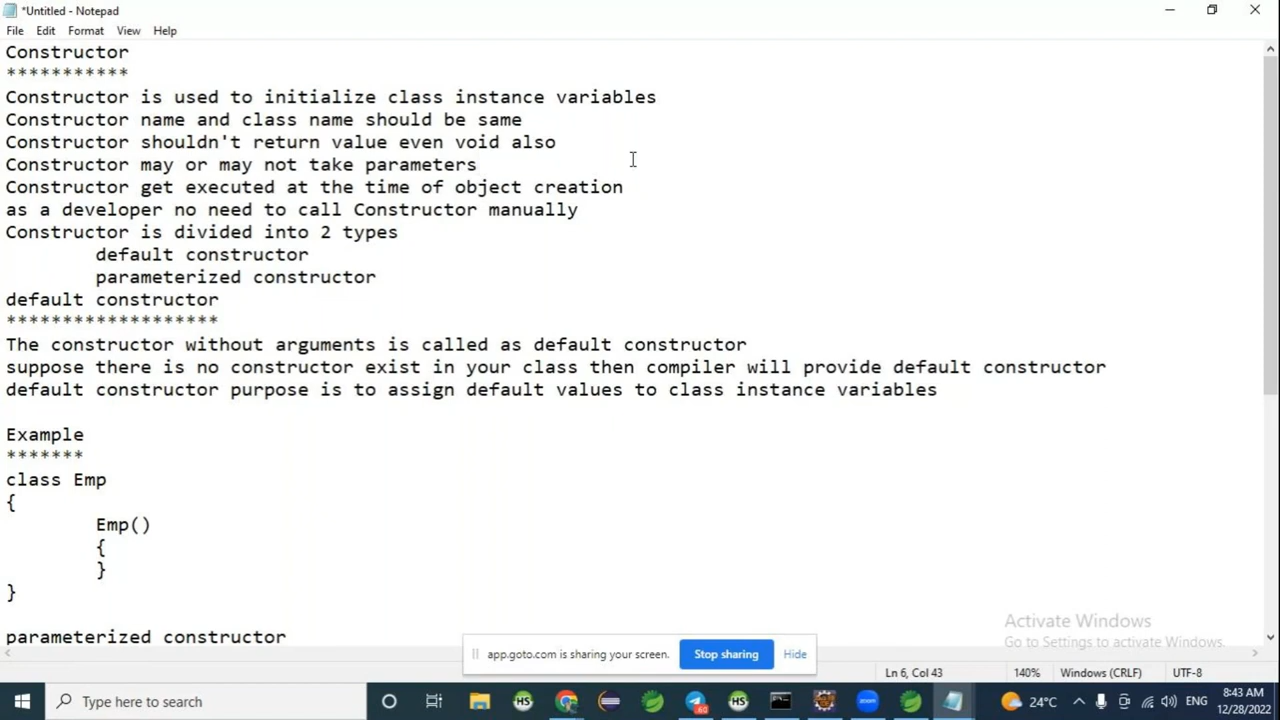 *Untitled - Notepad
File Edit Format View Help
Constructor
***********
Constructor is used to initialize class instance variables
Constructor name and class name should be same
Constructor shouldn't return value even void also
Constructor may or may not take parameters
Constructor get executed at the time of object creation
as a developer no need to call Constructor manually
Constructor is divided into 2 types
default constructor
parameterized constructor
default constructor
*******************
The constructor without arguments is called as default constructor
suppose there is no constructor exist in your class then compiler will provide default constructor
default constructor purpose is to assign default values to class instance variables
Example
*******
class Emp
{
Emp()
{
}
}
parameterized constructor
Activate Windows
Go to Settings to activate Windows.
app.goto.com is sharing your screen. Stop sharing Hide
Ln 6, Col 43 140% Windows (CRLF) UTF-8
Type here to search HS 60 HS zoom 24°C ENG 8:43 AM
12/28/2022